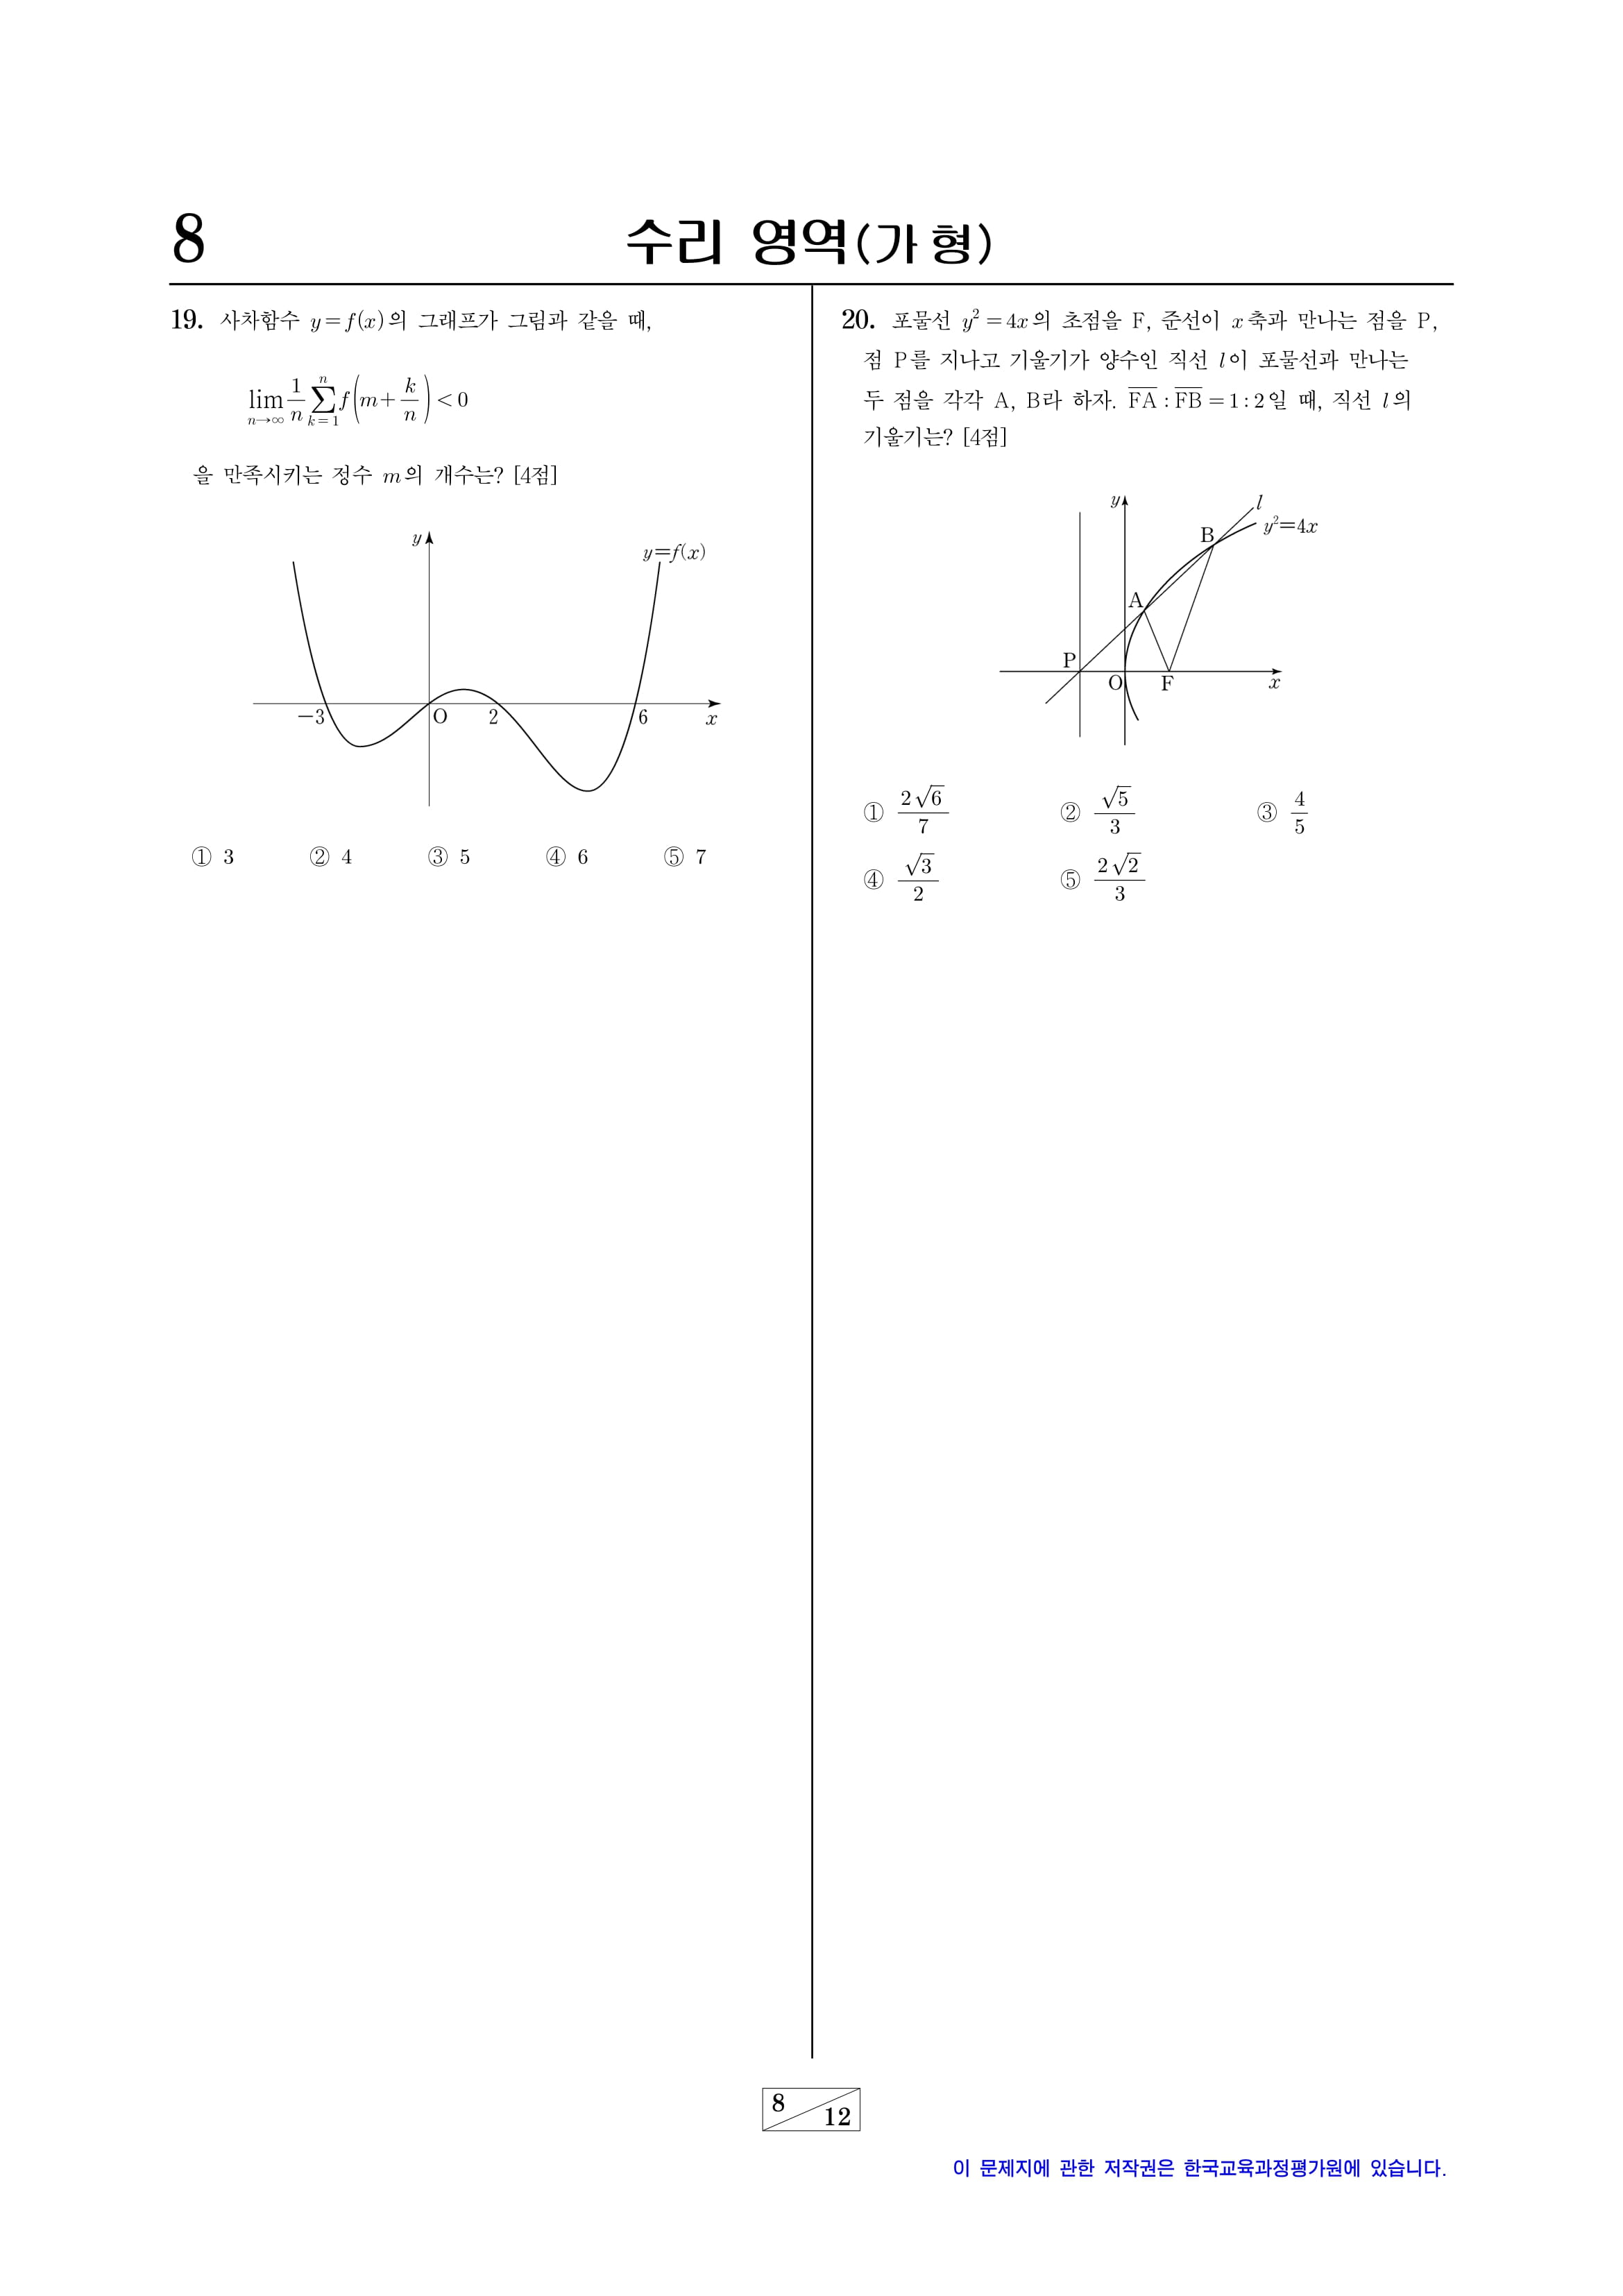 8
수리 영역(가 형)
19. 사차함수 y=f(x)의 그래프가 그림과 같을 때,
lim_{n→∞} \frac{1}{n} ∑_{k=1}^{n} f(m+\frac{k}{n}) < 0
을 만족시키는 정수 m의 개수는? [4점]
y
y=f(x)
-3
O
2
6
x
① 3 ② 4 ③ 5 ④ 6 ⑤ 7
20. 포물선 y²=4x의 초점을 F, 준선이 x축과 만나는 점을 P,
점 P를 지나고 기울기가 양수인 직선 l이 포물선과 만나는
두 점을 각각 A, B라 하자. \overline{FA} : \overline{FB} = 1 : 2일 때, 직선 l의
기울기는? [4점]
y
l
y²=4x
B
A
P
O
F
x
① \frac{2\sqrt{6}}{7} ② \frac{\sqrt{5}}{3} ③ \frac{4}{5}
④ \frac{\sqrt{3}}{2} ⑤ \frac{2\sqrt{2}}{3}
8
12
이 문제지에 관한 저작권은 한국교육과정평가원에 있습니다.